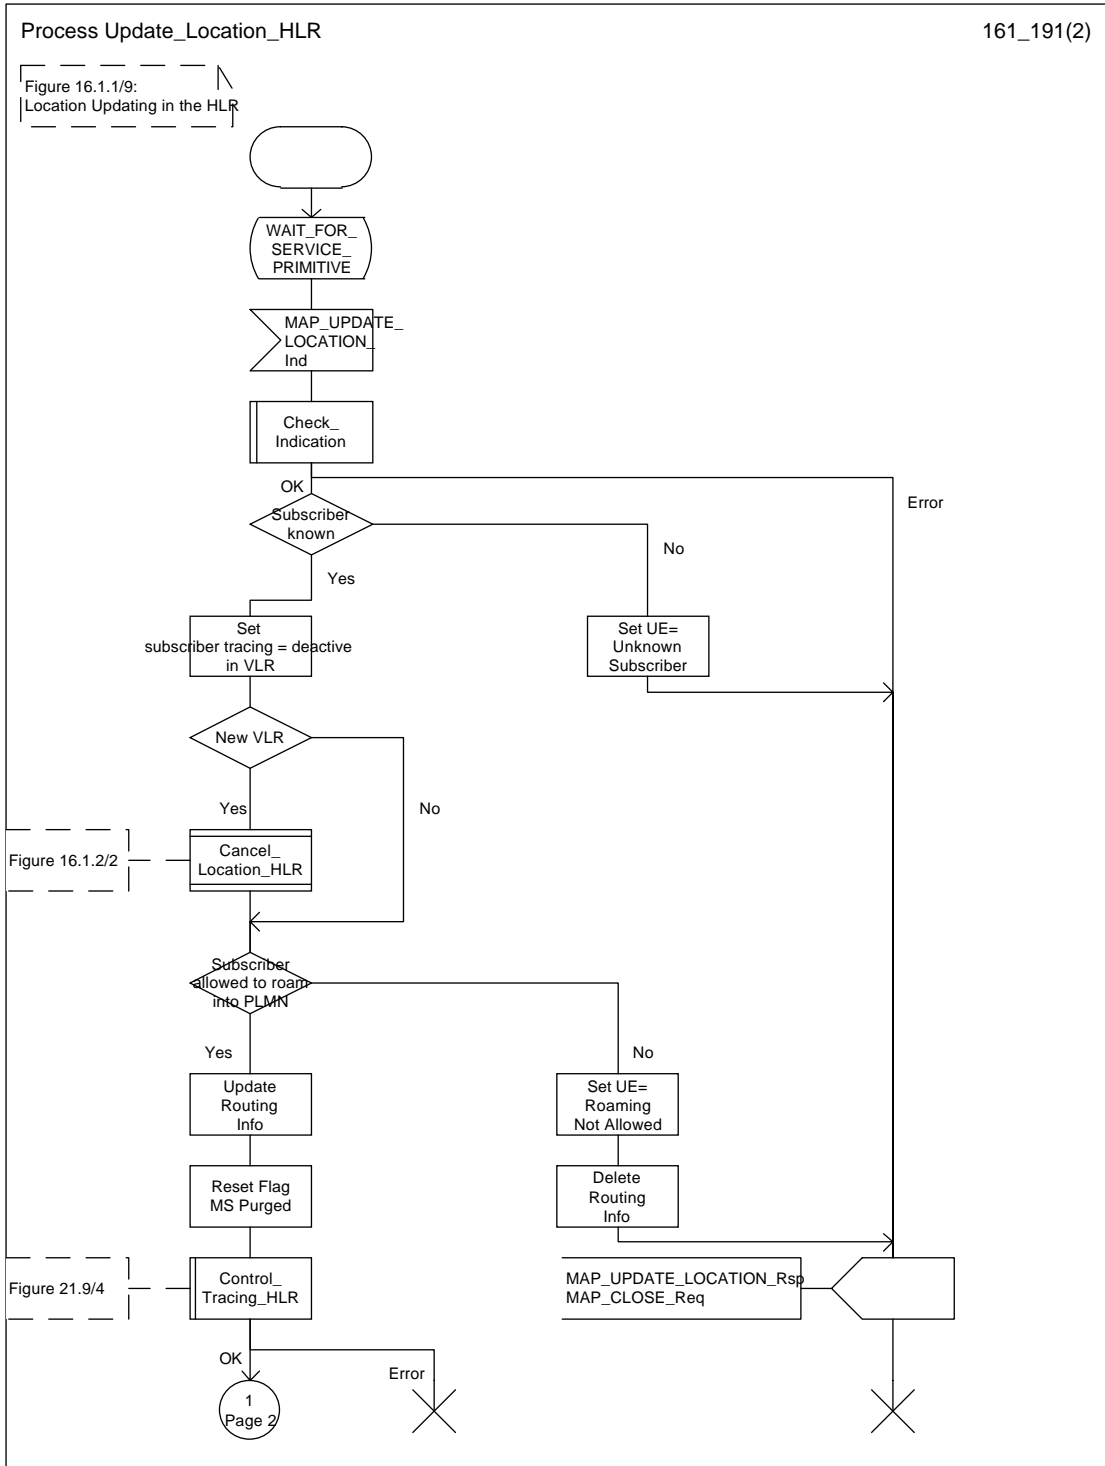 Process Update_Location_HLR
161_191(2)
Figure 16.1.1/9:
Location Updating in the HLR
WAIT_FOR_
SERVICE_
PRIMITIVE
MAP_UPDATE_
LOCATION_
Ind
Check_
Indication
OK
Error
Subscriber
known
No
Yes
Set
subscriber tracing = deactive
in VLR
Set UE=
Unknown
Subscriber
New VLR
Yes
No
Figure 16.1.2/2
Cancel_
Location_HLR
Subscriber
allowed to roam
into PLMN
Yes
No
Update
Routing
Info
Set UE=
Roaming
Not Allowed
Reset Flag
MS Purged
Delete
Routing
Info
Figure 21.9/4
Control_
Tracing_HLR
MAP_UPDATE_LOCATION_Rsp
MAP_CLOSE_Req
OK
Error
1
Page 2